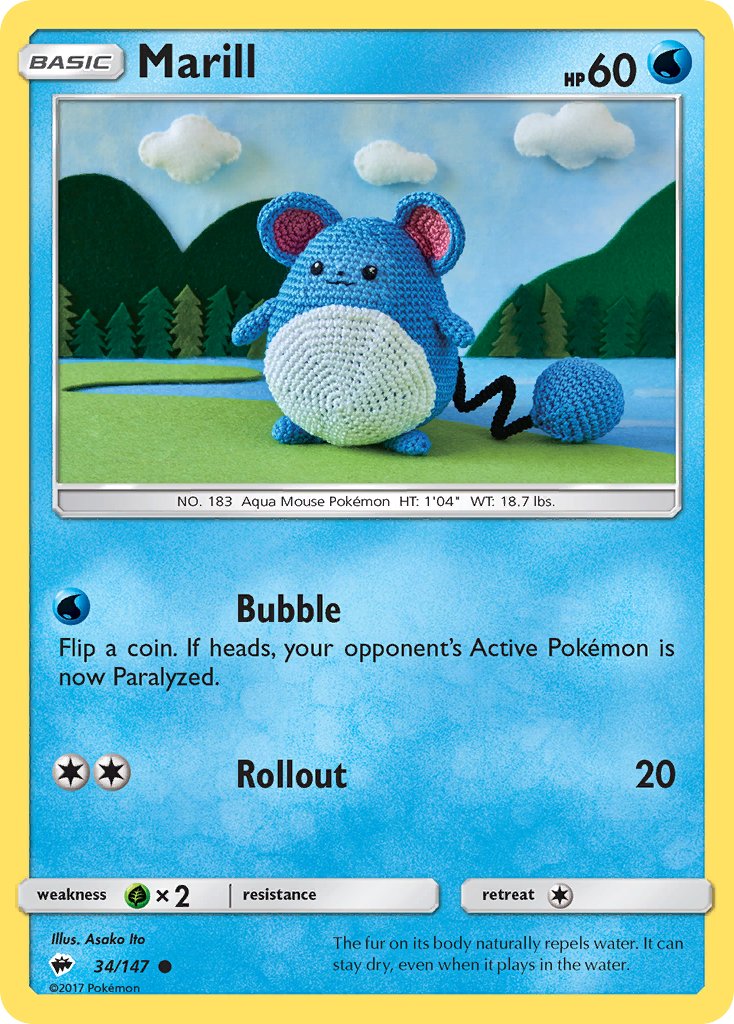 BASIC Marill HP60
NO. 183 Aqua Mouse Pokémon HT: 1'04" WT: 18.7 lbs.
Bubble
Flip a coin. If heads, your opponent's Active Pokémon is
now Paralyzed.
Rollout 20
weakness ×2 resistance retreat
Illus. Asako Ito
34/147
©2017 Pokémon
The fur on its body naturally repels water. It can
stay dry, even when it plays in the water.